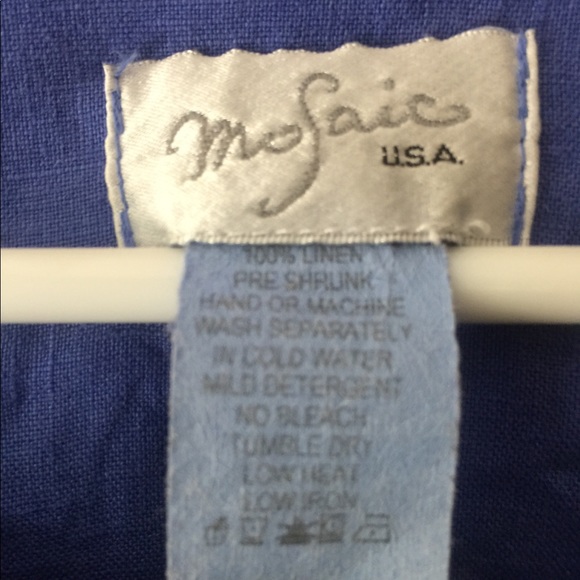 Mosaic
U.S.A.
100% LINEN
PRE SHRUNK
HAND OR MACHINE
WASH SEPARATELY
IN COLD WATER
MILD DETERGENT
NO BLEACH
TUMBLE DRY
LOW HEAT
LOW IRON